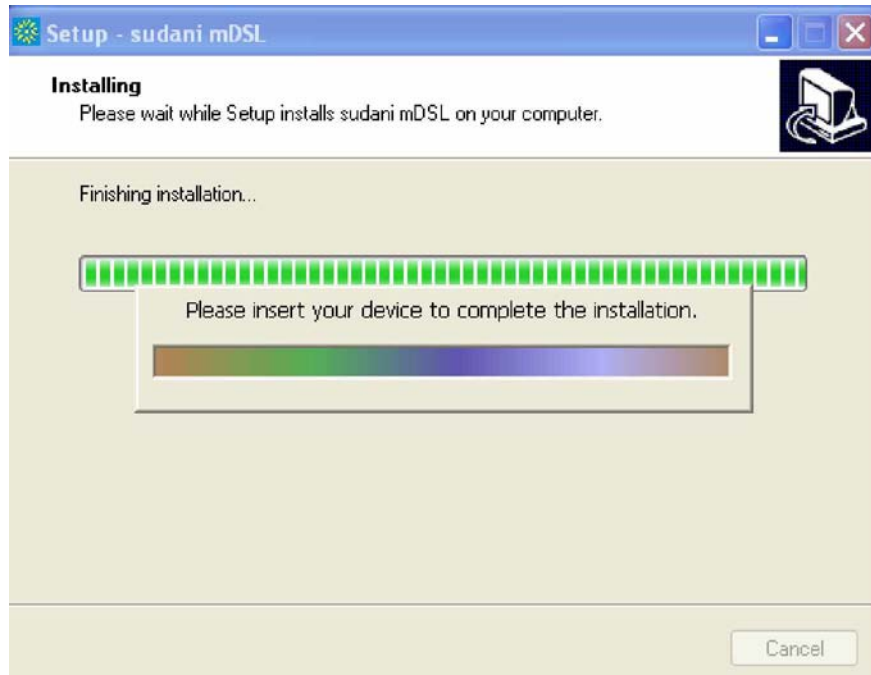 Setup - sudani mDSL
Installing
Please wait while Setup installs sudani mDSL on your computer.
Finishing installation...
Please insert your device to complete the installation.
Cancel